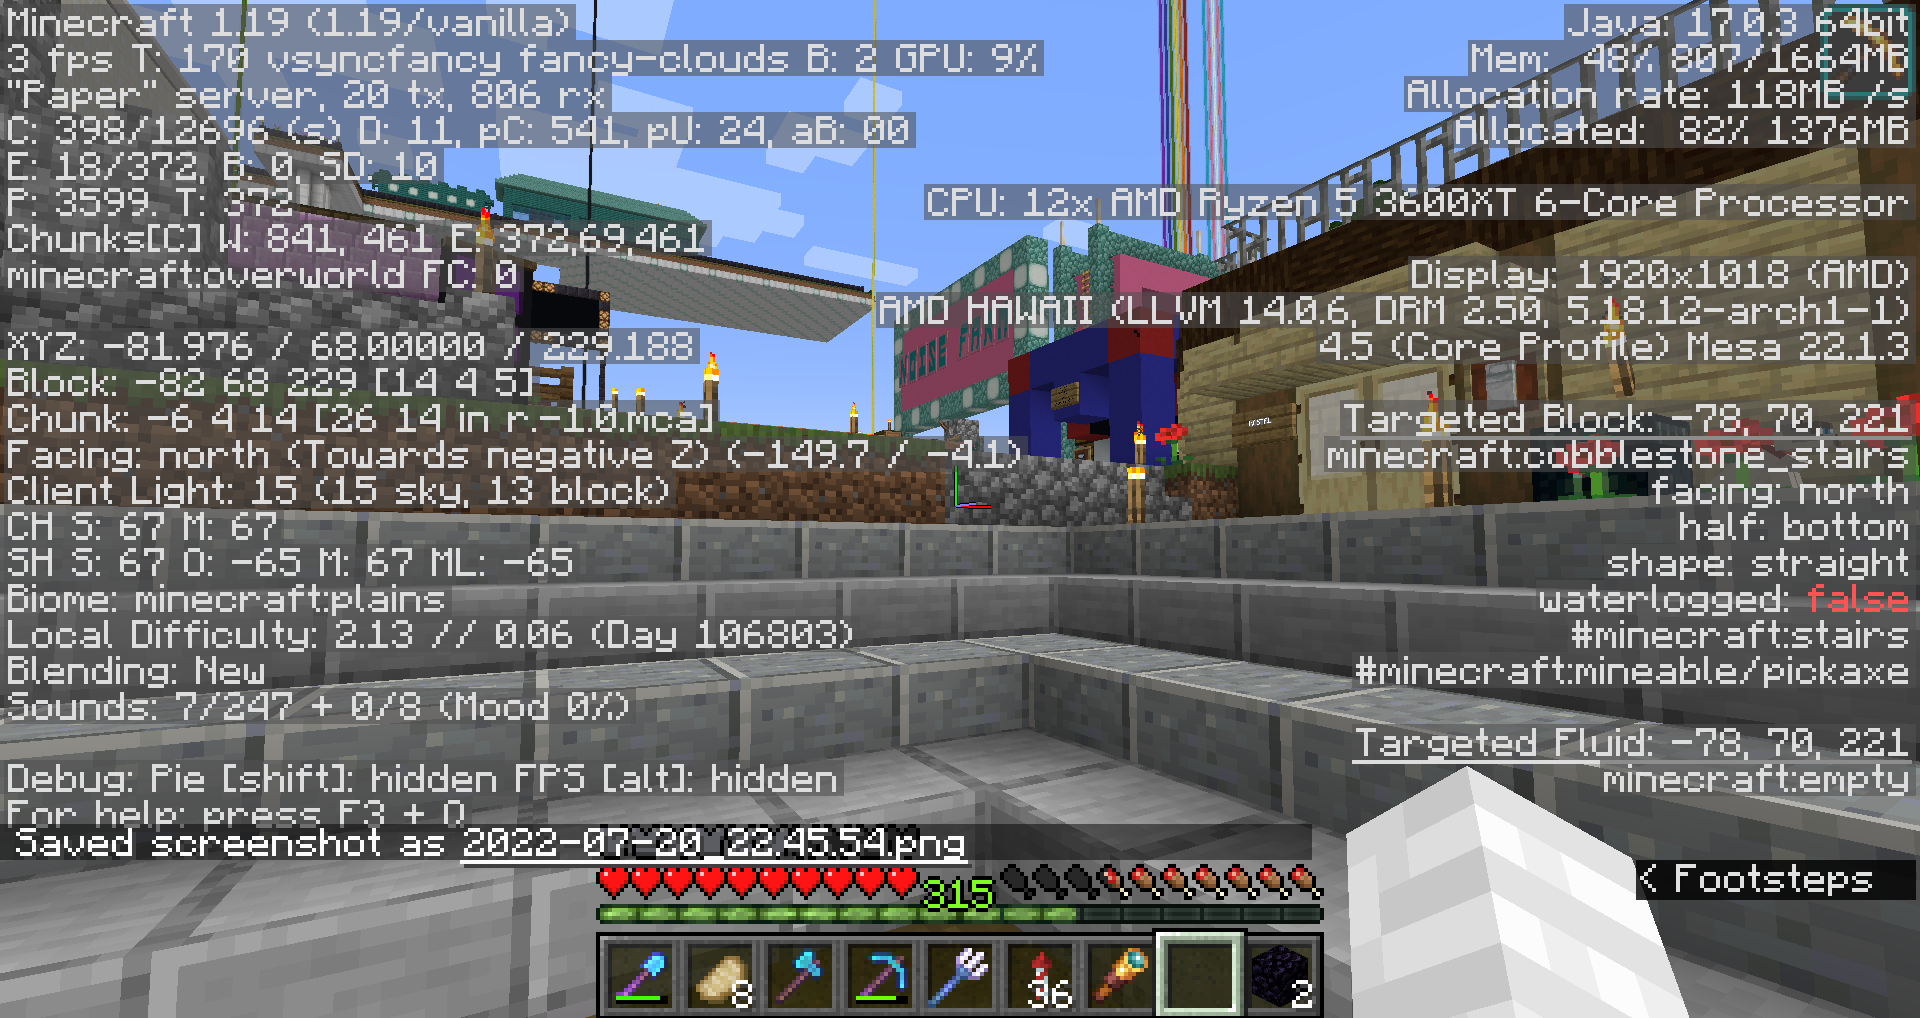 Minecraft 1.19 (1.19/vanilla)
3 fps T: 170 vsyncfancy fancy-clouds B: 2 GPU: 9%
"Paper" server, 20 tx, 806 rx
C: 398/12696 (s) D: 11, pC: 541, pU: 24, aB: 00
E: 18/372, B: 0, SD: 10
P: 3599. T: 372
Chunks[C] W: 841, 461 E: 372,69,461
minecraft:overworld FC: 0
XYZ: -81.976 / 68.00000 / 229.188
Block: -82 68 229 [14 4 5]
Chunk: -6 4 14 [26 14 in r.-1.0.mca]
Facing: north (Towards negative Z) (-149.7 / -4.1)
Client Light: 15 (15 sky, 13 block)
CH S: 67 M: 67
SH S: 67 O: -65 M: 67 ML: -65
Biome: minecraft:plains
Local Difficulty: 2.13 // 0.06 (Day 106803)
Blending: New
Sounds: 7/247 + 0/8 (Mood 0%)
Debug: Pie [shift]: hidden FPS [alt]: hidden
For help: press F3 + Q
Saved screenshot as 2022-07-20_22.45.54.png
Java: 17.0.3 64bit
Mem: 48% 807/1664MB
Allocation rate: 118MB /s
Allocated: 82% 1376MB
CPU: 12x AMD Ryzen 5 3600XT 6-Core Processor
Display: 1920x1018 (AMD)
AMD HAWAII (LLVM 14.0.6, DRM 2.50, 5.18.12-arch1-1)
4.5 (Core Profile) Mesa 22.1.3
Targeted Block: -78, 70, 221
minecraft:cobblestone_stairs
facing: north
half: bottom
shape: straight
waterlogged: false
#minecraft:stairs
#minecraft:mineable/pickaxe
Targeted Fluid: -78, 70, 221
minecraft:empty
< Footsteps
NOISE
HOSTEL
315
8
36
2